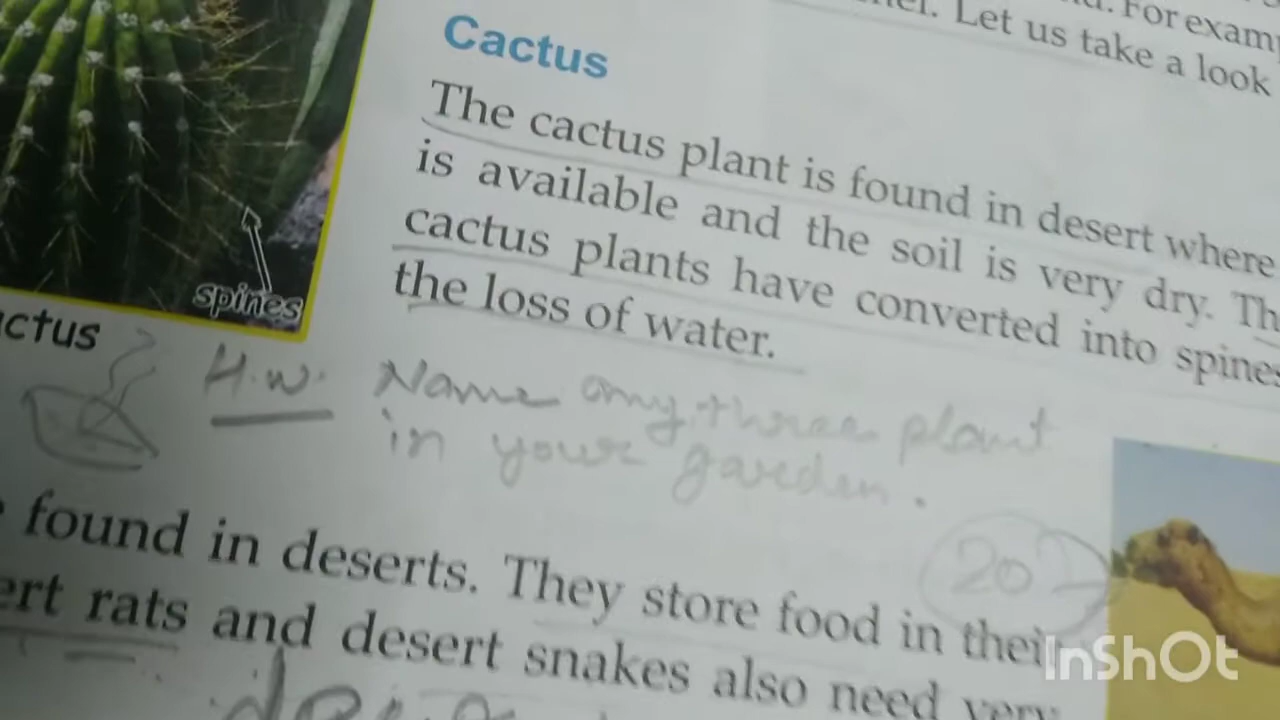 For examp
. Let us take a look
Cactus
The cactus plant is found in desert where
is available and the soil is very dry. Th
cactus plants have converted into spines
the loss of water.
spines
actus
H.W. Name any three plant
in your garden.
found in deserts. They store food in thei
ert rats and desert snakes also need very
InShOt